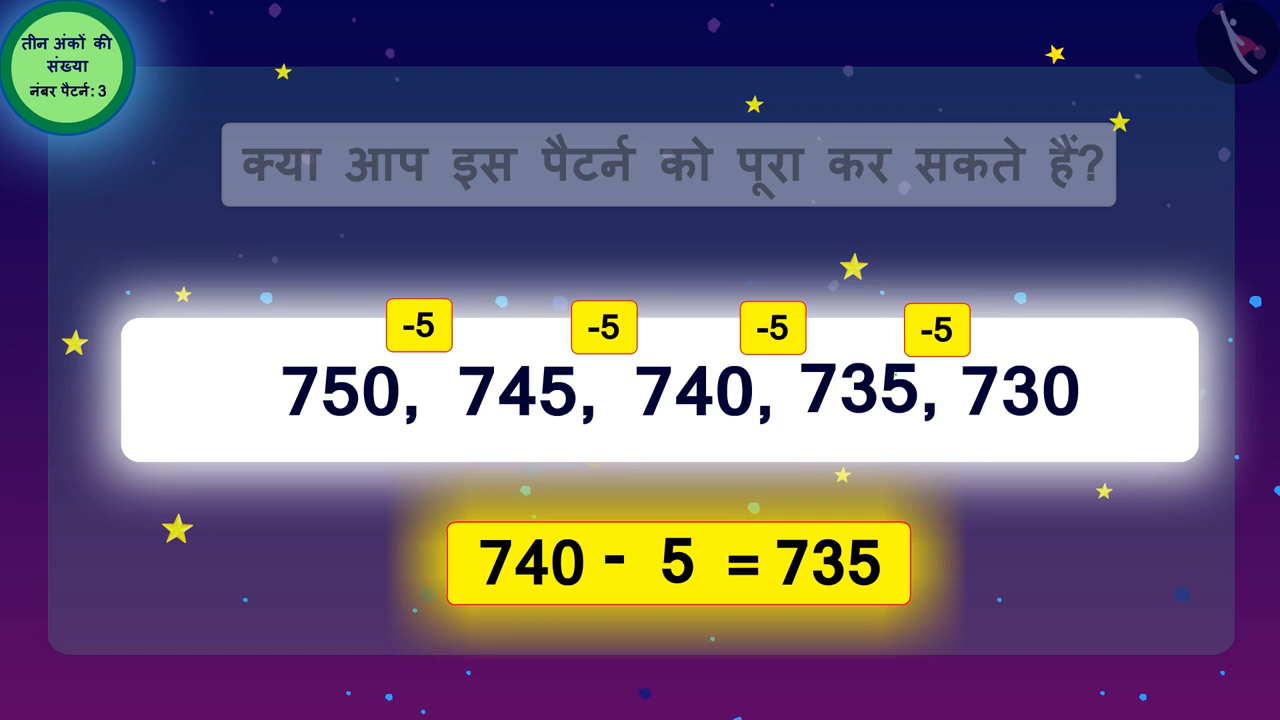 तीन अंकों की
संख्या
नंबर पैटर्न: 3
क्या आप इस पैटर्न को पूरा कर सकते हैं?
-5 -5 -5 -5
750, 745, 740, 735, 730
740 - 5 = 735